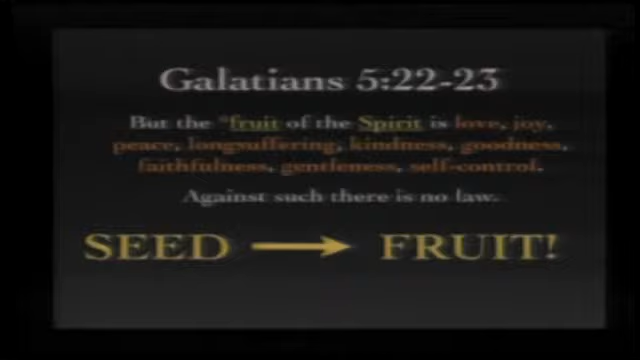 Galatians 5:22-23
But the "fruit of the Spirit is love, joy,
peace, longsuffering, kindness, goodness,
faithfulness, gentleness, self-control.
Against such there is no law.
SEED → FRUIT!